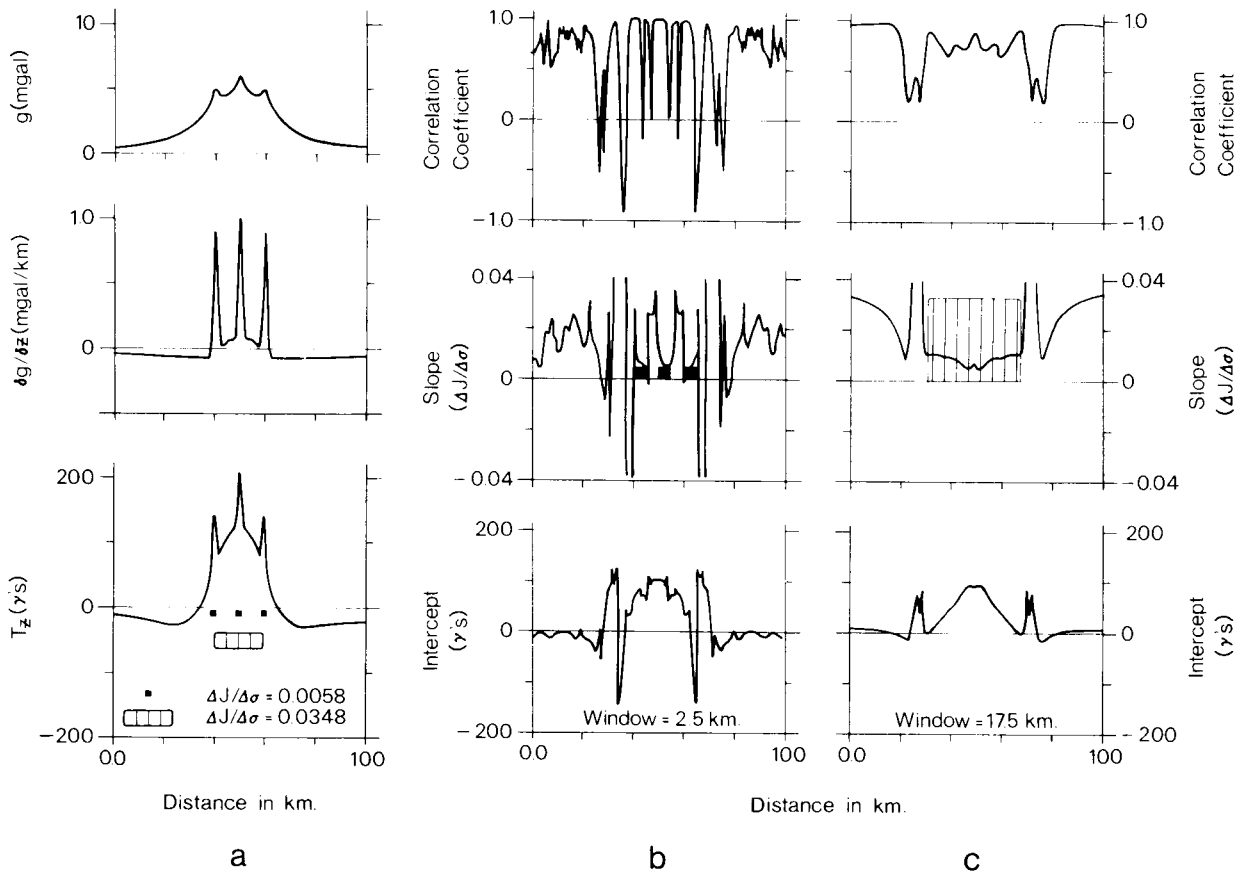 10
g (mgal)
0
1.0
δg/δz (mgal/km)
0
200
T_z (γ's)
0
ΔJ/Δσ = 0.0058
ΔJ/Δσ = 0.0348
-200
0.0
100
Distance in km.
a
1.0
Correlation
Coefficient
0
-1.0
0.04
Slope
(ΔJ/Δσ)
0
-0.04
200
Intercept
(γ's)
0
Window = 2.5 km.
-200
0.0
100
b
1.0
Correlation
Coefficient
0
-1.0
0.04
Slope
(ΔJ/Δσ)
0
-0.04
200
Intercept
(γ's)
0
Window = 17.5 km.
-200
0.0
100
Distance in km.
c